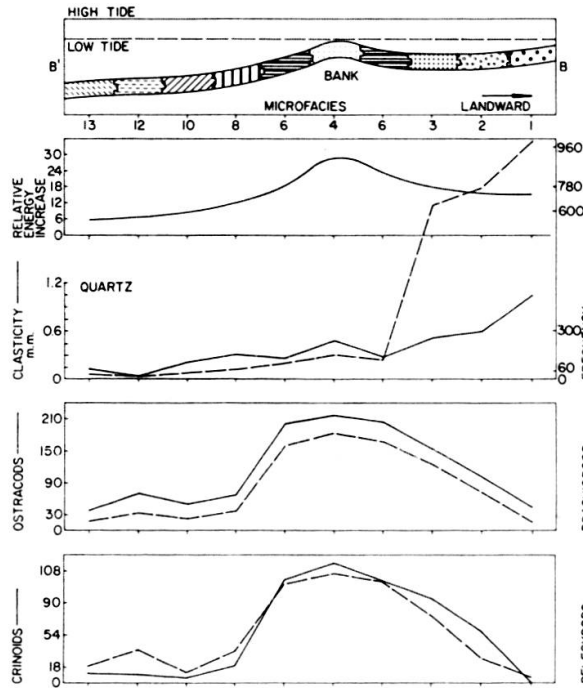 HIGH TIDE
LOW TIDE
B'
B
BANK
MICROFACIES
LANDWARD
13 12 10 8 6 4 6 3 2 1
RELATIVE
ENERGY
INCREASE
30
24
18
12
6
0
960
780
600
QUARTZ
CLASTICITY
m.m.
1.2
0.6
0
300
60
0
OSTRACODS
210
150
90
30
0
CRINOIDS
108
90
54
18
0